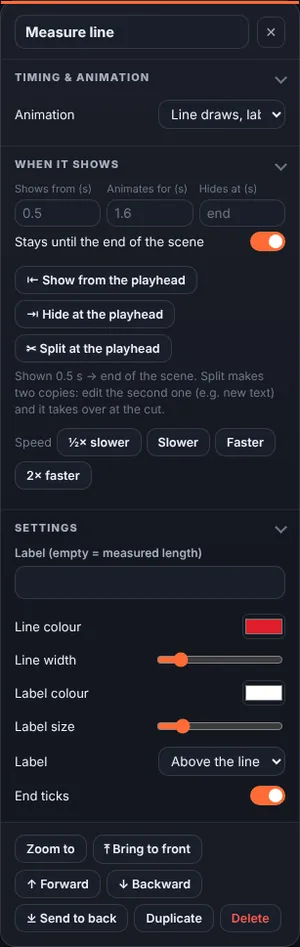 Measure line ✕
TIMING & ANIMATION
Animation Line draws, lab
WHEN IT SHOWS
Shows from (s) Animates for (s) Hides at (s)
0.5 1.6 end
Stays until the end of the scene
⇤ Show from the playhead
⇥ Hide at the playhead
✂ Split at the playhead
Shown 0.5 s → end of the scene. Split makes
two copies: edit the second one (e.g. new text)
and it takes over at the cut.
Speed ½× slower Slower Faster
2× faster
SETTINGS
Label (empty = measured length)
Line colour
Line width
Label colour
Label size
Label Above the line
End ticks
Zoom to ⤒ Bring to front
↑ Forward ↓ Backward
⤓ Send to back Duplicate Delete